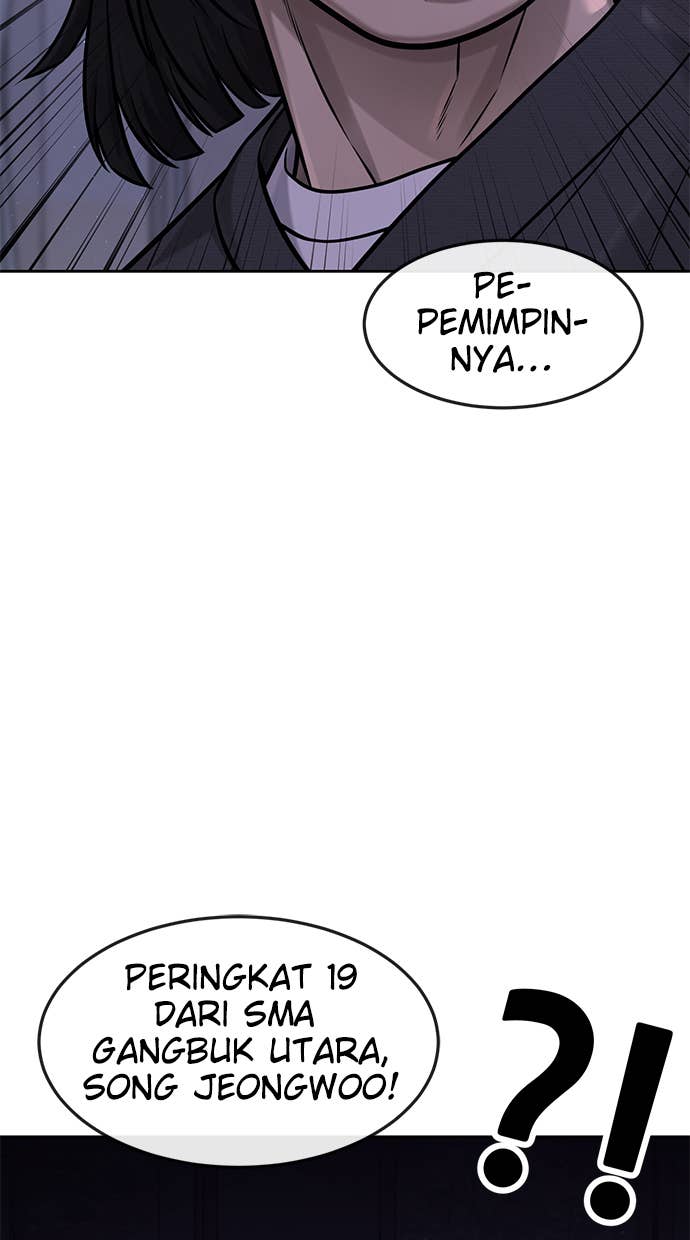 PE-
PEMIMPIN-
NYA...
PERINGKAT 19
DARI SMA
GANGBUK UTARA,
SONG JEONGWOO!
?!